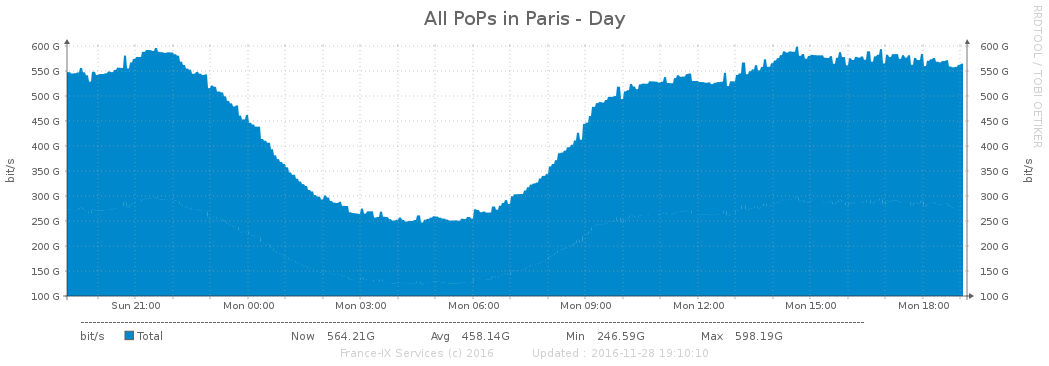 All PoPs in Paris - Day
RRDTOOL / TOBI OETIKER
bit/s
bit/s
600 G 600 G
550 G 550 G
500 G 500 G
450 G 450 G
400 G 400 G
350 G 350 G
300 G 300 G
250 G 250 G
200 G 200 G
150 G 150 G
100 G 100 G
Sun 21:00 Mon 00:00 Mon 03:00 Mon 06:00 Mon 09:00 Mon 12:00 Mon 15:00 Mon 18:00
bit/s Total Now 564.21G Avg 458.14G Min 246.59G Max 598.19G
France-IX Services (c) 2016 Updated : 2016-11-28 19:10:10